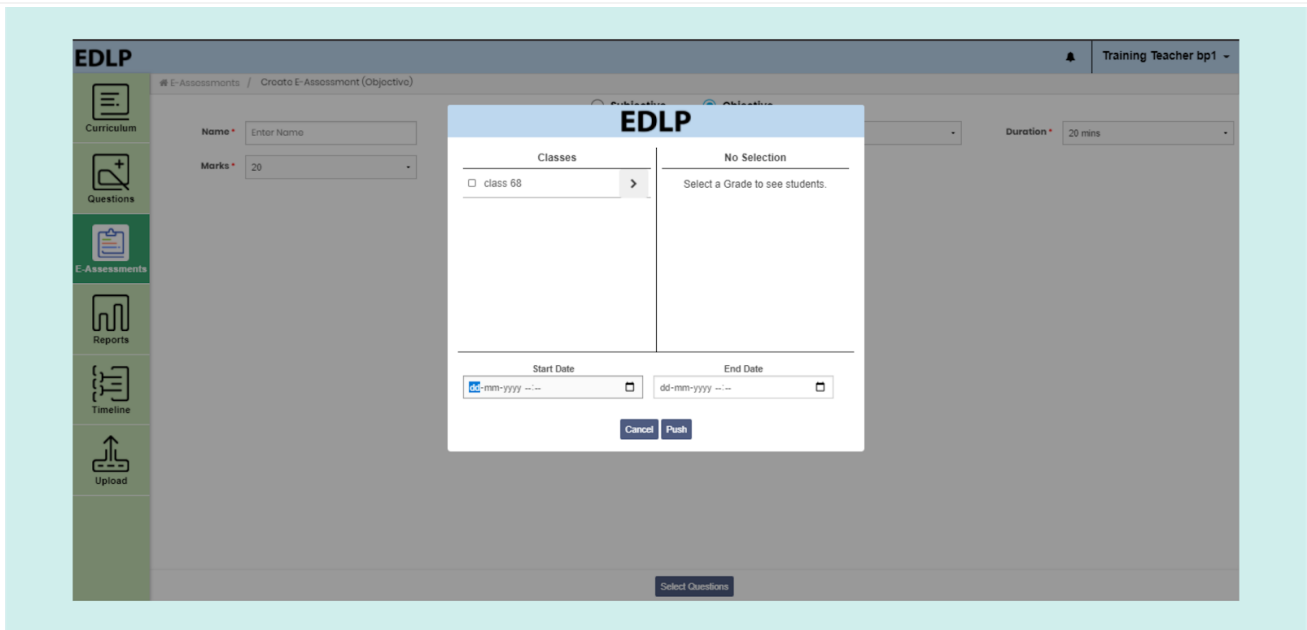 EDLP
Training Teacher bp1
E-Assessments / Create E-Assessment (Objective)
Subjective Objective
Curriculum
Questions
E-Assessments
Reports
Timeline
Upload
Name * Enter Name
Duration * 20 mins
Marks * 20
EDLP
Classes
No Selection
class 68
Select a Grade to see students.
Start Date
End Date
dd-mm-yyyy --:--
dd-mm-yyyy --:--
Cancel Push
Select Questions